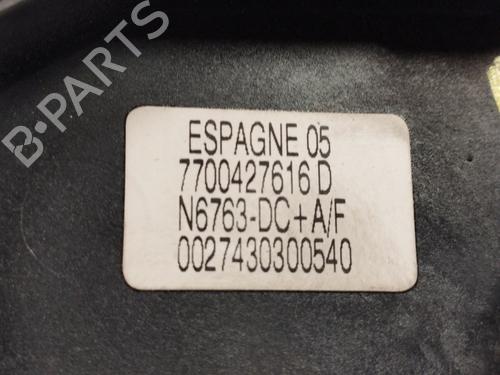 B-PARTS
ESPAGNE 05
7700427616 D
N6763-DC+A/F
0027430300540